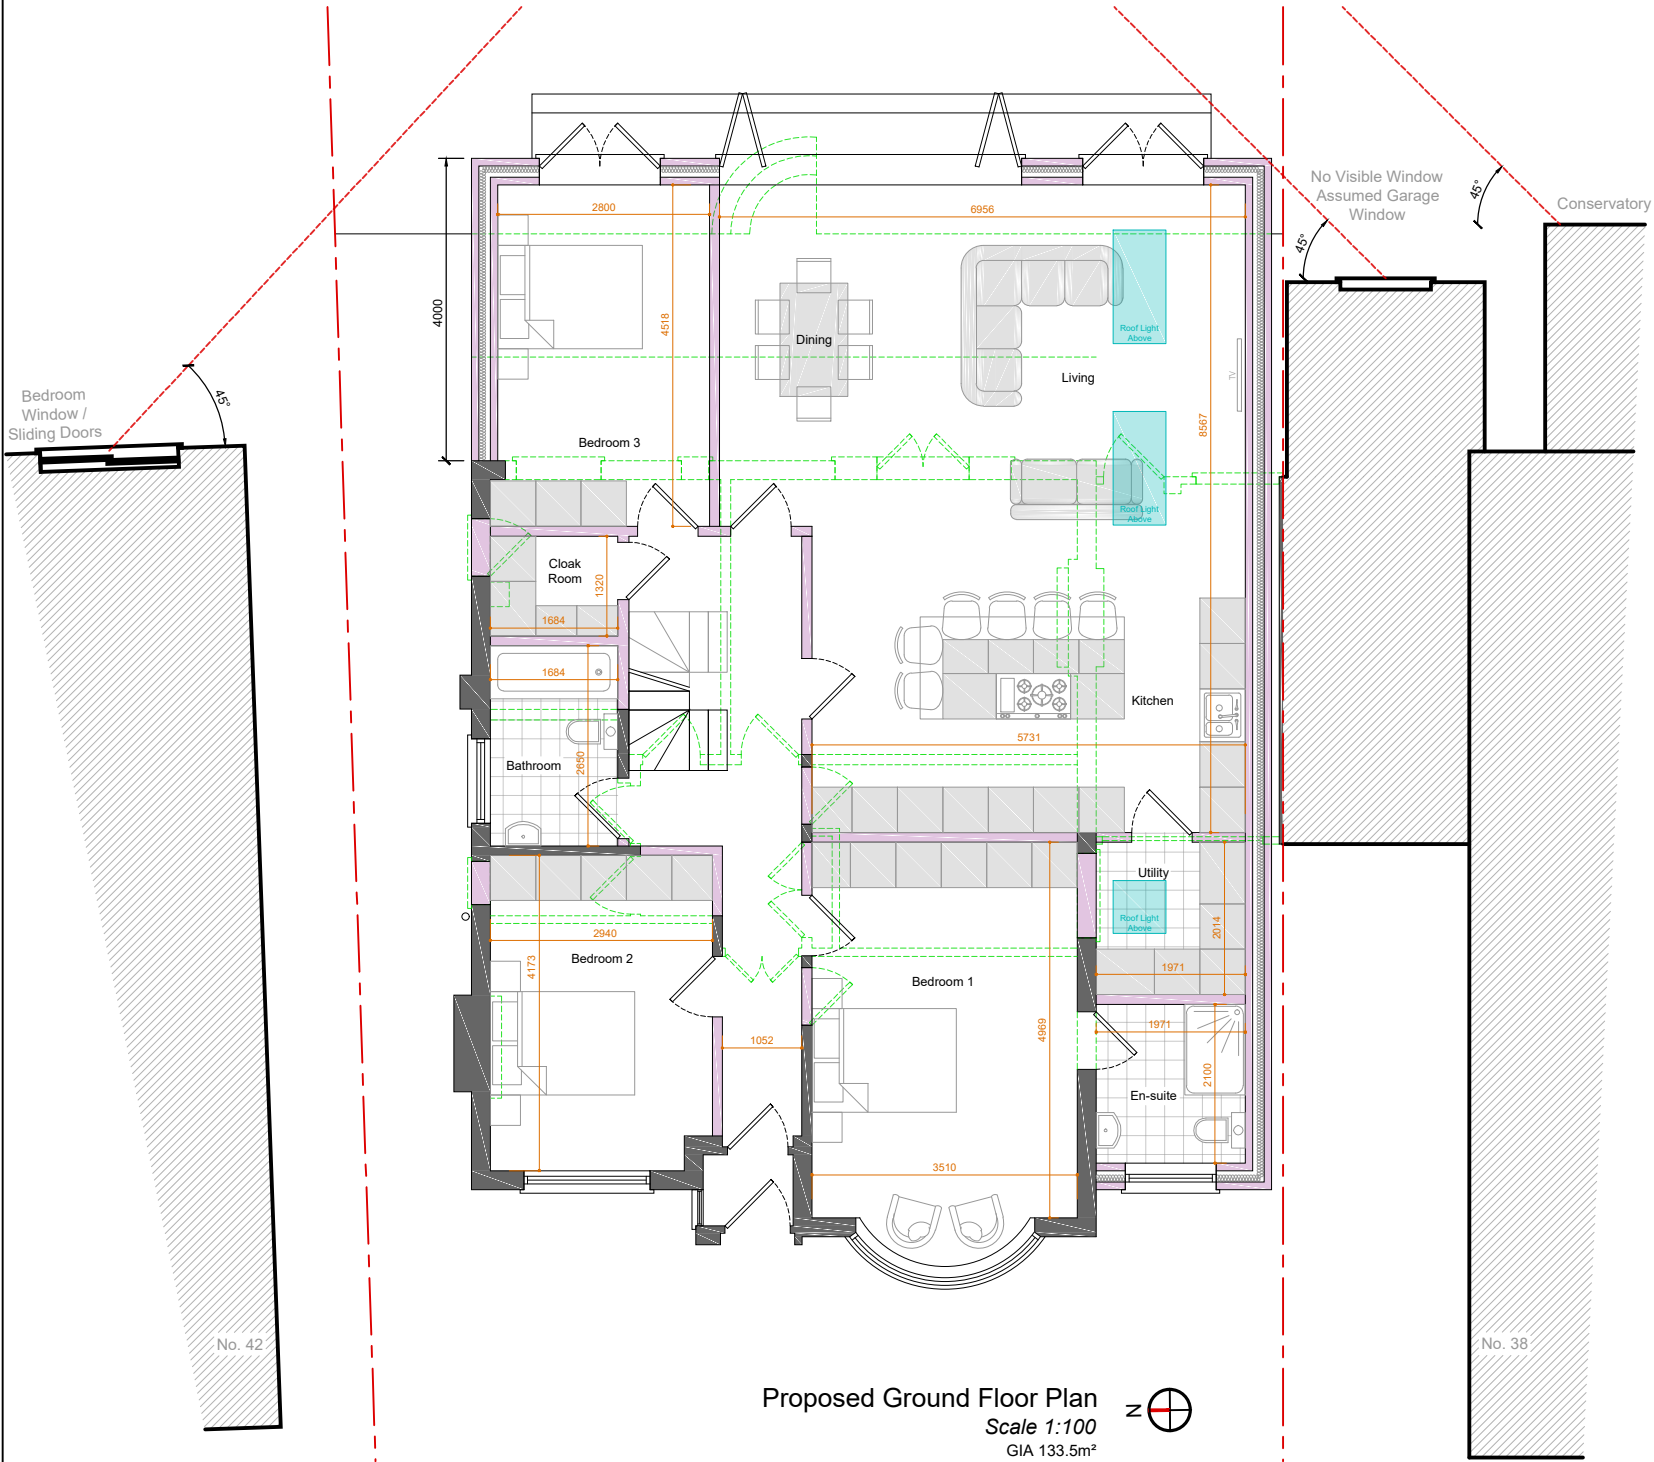 No Visible Window
Assumed Garage
Window
Conservatory
45°
45°
2800
6956
4000
4518
8567
Roof Light
Above
Dining
Living
TV
Bedroom
Window /
Sliding Doors
45°
Bedroom 3
Roof Light
Above
Cloak
Room
1320
1684
1684
Kitchen
5731
Bathroom
2650
Utility
Roof Light
Above
2014
1971
2940
4173
Bedroom 2
Bedroom 1
4969
1052
1971
2100
En-suite
3510
No. 42
No. 38
Proposed Ground Floor Plan
Scale 1:100
GIA 133.5m²
N